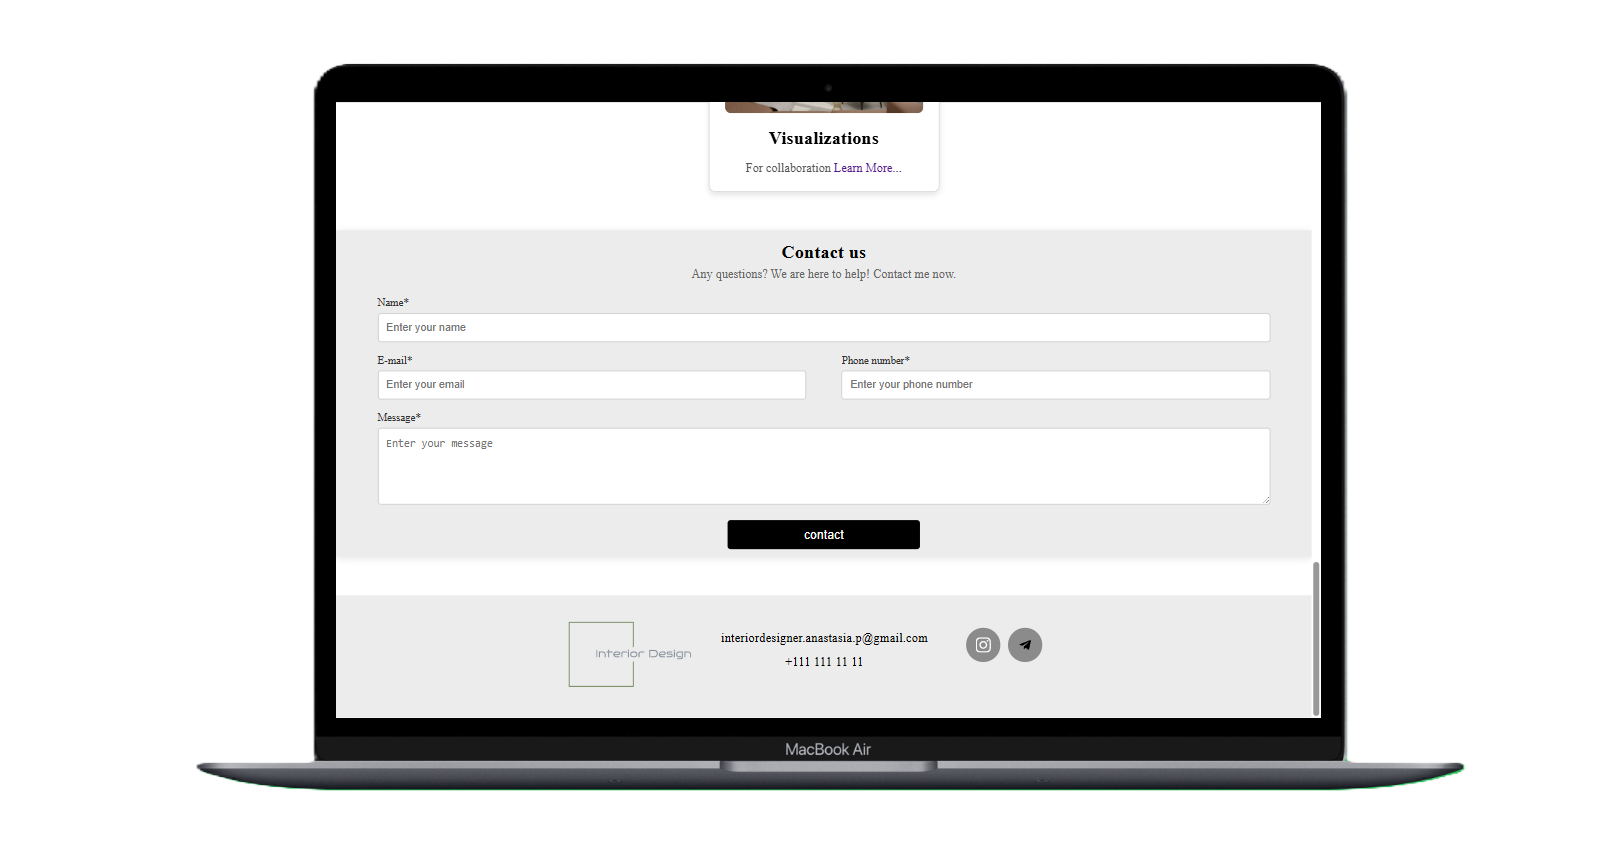 Visualizations
For collaboration Learn More...
Contact us
Any questions? We are here to help! Contact me now.
Name*
Enter your name
E-mail*
Phone number*
Enter your email
Enter your phone number
Message*
Enter your message
contact
Interior Design
interiordesigner.anastasia.p@gmail.com
+111 111 11 11
MacBook Air